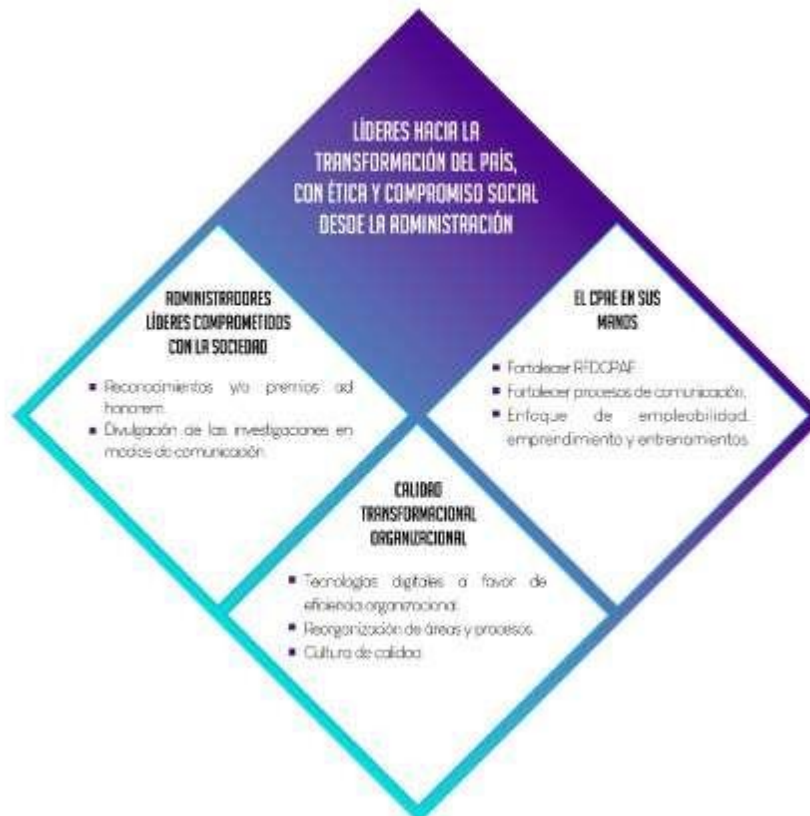 LÍDERES HACIA LA
TRANSFORMACIÓN DEL PAÍS,
CON ÉTICA Y COMPROMISO SOCIAL
DESDE LA ADMINISTRACIÓN
ADMINISTRADORES
LÍDERES COMPROMETIDOS
CON LA SOCIEDAD
▪ Reconocimientos y/o premios ad
honorem.
▪ Divulgación de las investigaciones en
medios de comunicación.
EL CPAE EN SUS
MANOS
▪ Fortalecer
▪ Fortalecer procesos de comunicación.
▪ Enfoque de empleabilidad,
emprendimiento y entrenamientos.
CALIDAD
TRANSFORMACIONAL
ORGANIZACIONAL
▪ Tecnologías digitales a favor de
eficiencia organizacional.
▪ Reorganización de áreas y procesos.
▪ Cultura de calidad.